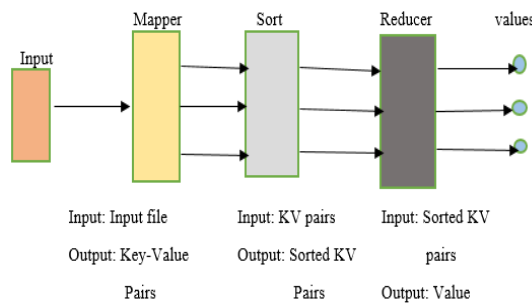 Mapper
Sort
Reducer
values
Input
Input: Input file
Output: Key-Value
Pairs
Input: KV pairs
Output: Sorted KV
Pairs
Input: Sorted KV
pairs
Output: Value